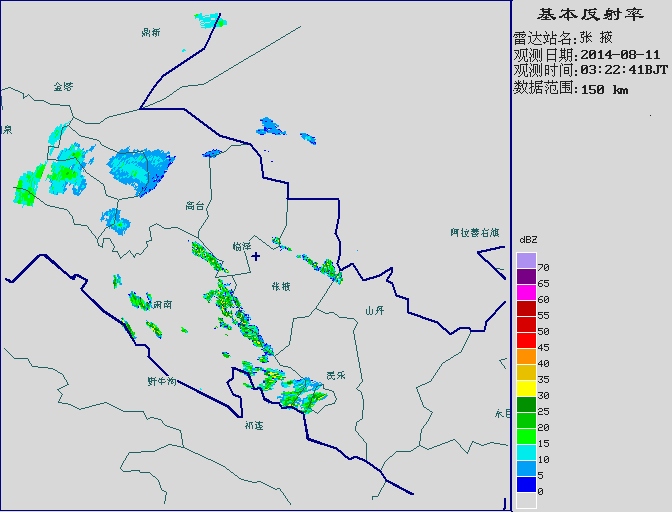 基本反射率
雷达站名:张 掖
观测日期:2014-08-11
观测时间:03:22:41BJT
数据范围:150 km
鼎新
金塔
泉
高台
临泽
阿拉善右旗
张掖
肃南
山丹
野牛沟
民乐
祁连
永昌
dBZ
70
65
60
55
50
45
40
35
30
25
20
15
10
5
0